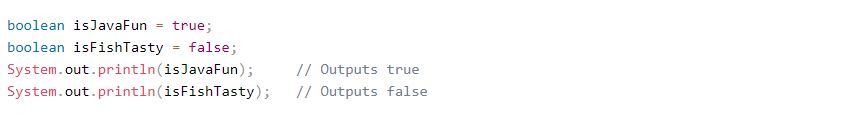 boolean isJavaFun = true;
boolean isFishTasty = false;
System.out.println(isJavaFun);     // Outputs true
System.out.println(isFishTasty);   // Outputs false